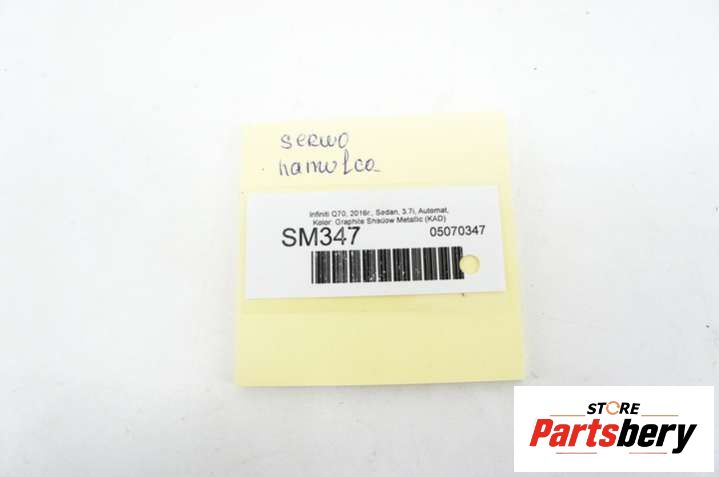 serwo
hamulca
Infiniti Q70, 2016r., Sedan, 3.7i, Automat,
Kolor: Graphite Shadow Metallic (KAD)
SM347 05070347
STORE
Partsbery